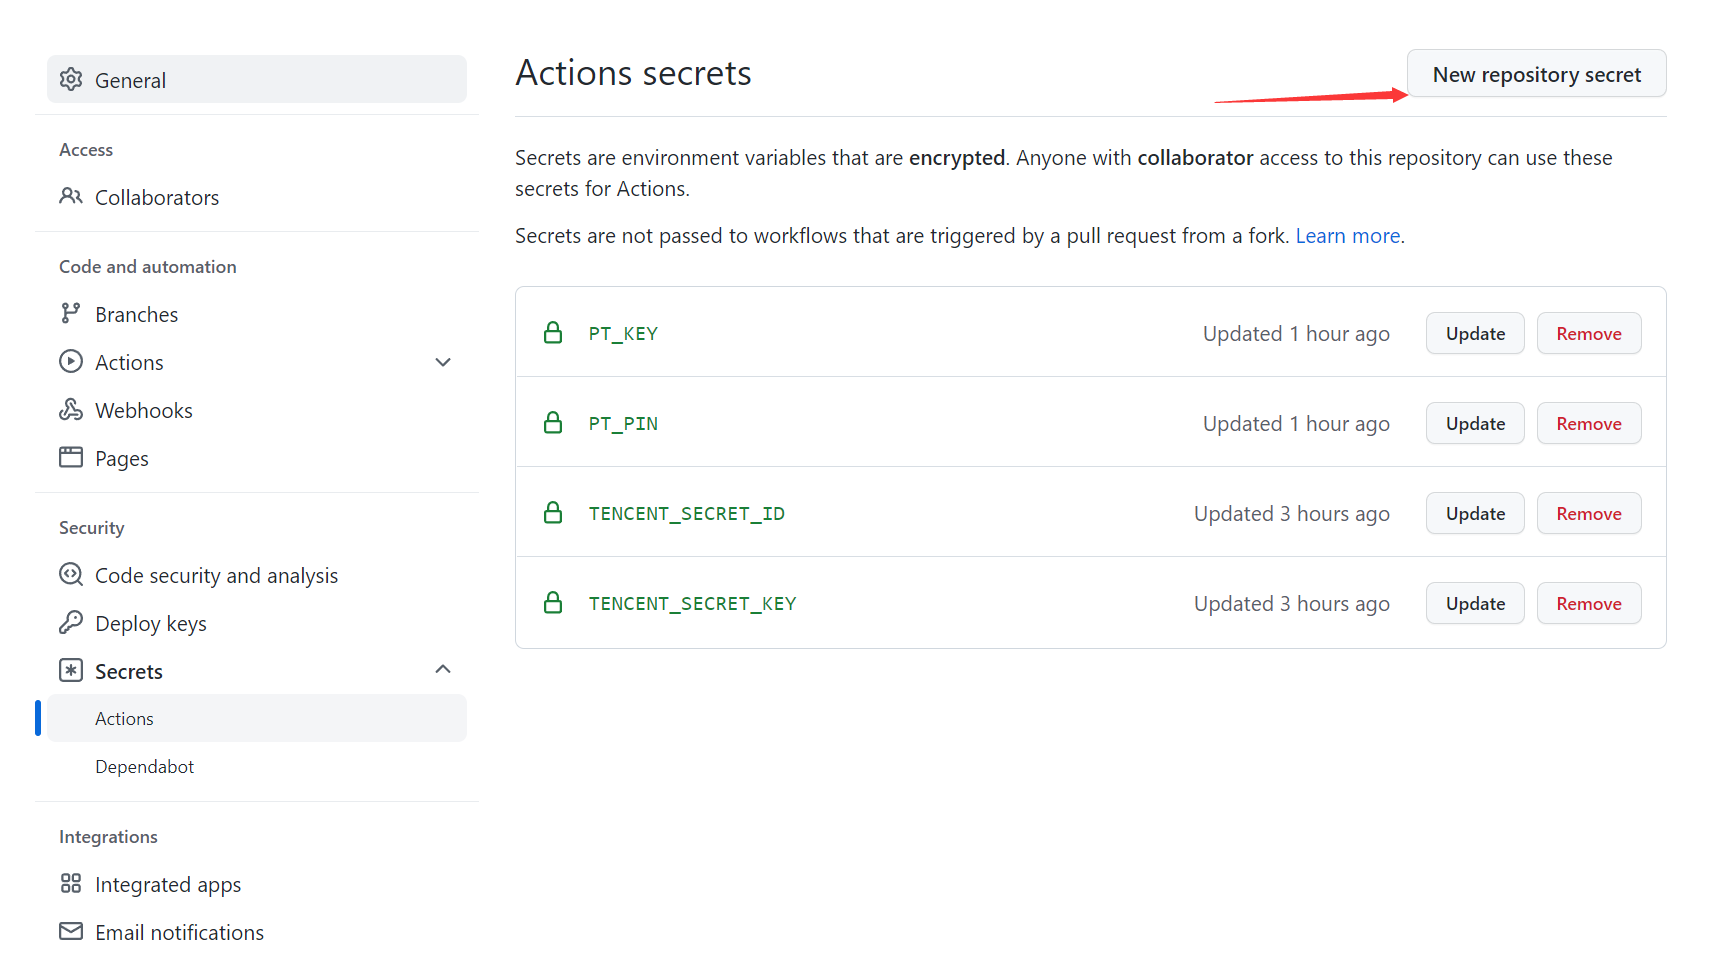 General
Access
Collaborators
Code and automation
Branches
Actions
Webhooks
Pages
Security
Code security and analysis
Deploy keys
Secrets
Actions
Dependabot
Integrations
Integrated apps
Email notifications
Actions secrets
New repository secret
Secrets are environment variables that are encrypted. Anyone with collaborator access to this repository can use these
secrets for Actions.
Secrets are not passed to workflows that are triggered by a pull request from a fork. Learn more.
PT_KEY Updated 1 hour ago Update Remove
PT_PIN Updated 1 hour ago Update Remove
TENCENT_SECRET_ID Updated 3 hours ago Update Remove
TENCENT_SECRET_KEY Updated 3 hours ago Update Remove